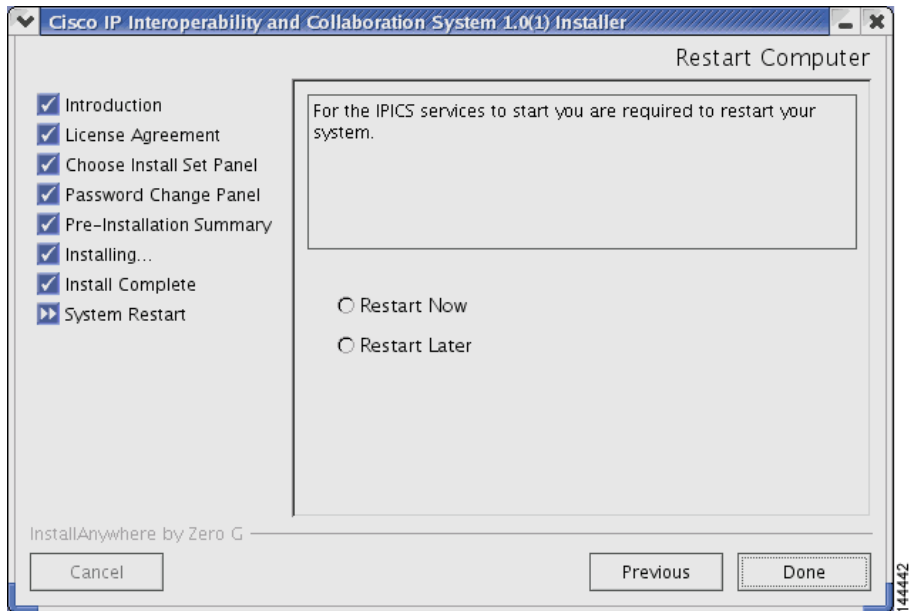 Cisco IP Interoperability and Collaboration System 1.0(1) Installer
Restart Computer
Introduction
License Agreement
Choose Install Set Panel
Password Change Panel
Pre-Installation Summary
Installing...
Install Complete
System Restart
For the IPICS services to start you are required to restart your
system.
Restart Now
Restart Later
InstallAnywhere by Zero G
Cancel
Previous
Done
44442